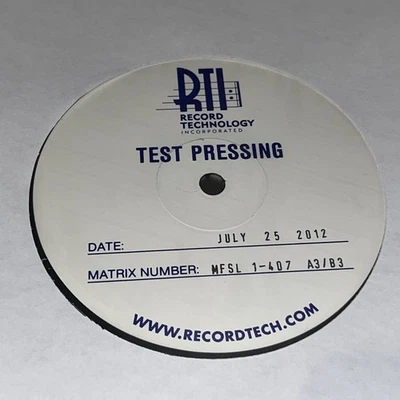 RTI
RECORD
TECHNOLOGY
INCORPORATED
TEST PRESSING
DATE: JULY 25 2012
MATRIX NUMBER: MFSL 1-407 A3/B3
WWW.RECORDTECH.COM